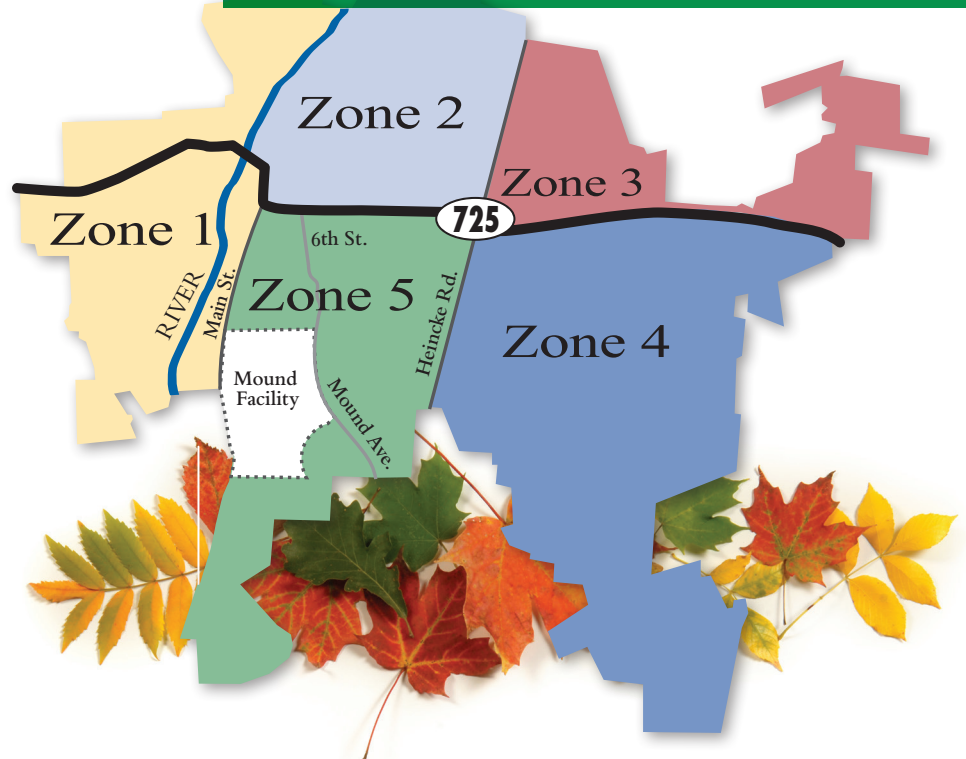 Zone 2
Zone 3
725
Zone 1
6th St.
RIVER
Main St.
Zone 5
Heincke Rd.
Zone 4
Mound
Facility
Mound Ave.